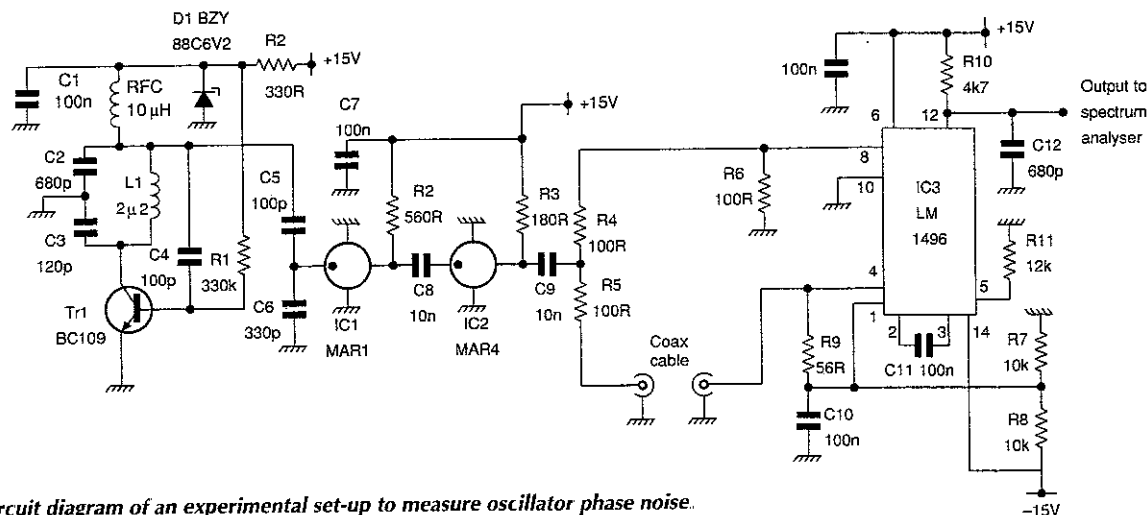 D1 BZY
88C6V2
R2
330R
+15V
C1
100n
RFC
10 µH
C2
680p
L1
2µ2
C3
120p
C4
100p
R1
330k
Tr1
BC109
C5
100p
C6
330p
C7
100n
R2
560R
+15V
R3
180R
IC1
MAR1
C8
10n
IC2
MAR4
C9
10n
R4
100R
R5
100R
Coax
cable
R6
100R
100n
+15V
R10
4k7
6
12
8
10
IC3
LM
1496
4
1
5
2
3
14
Output to
spectrum
analyser
C12
680p
R11
12k
R9
56R
C11 100n
R7
10k
C10
100n
R8
10k
–15V
rcuit diagram of an experimental set-up to measure oscillator phase noise.